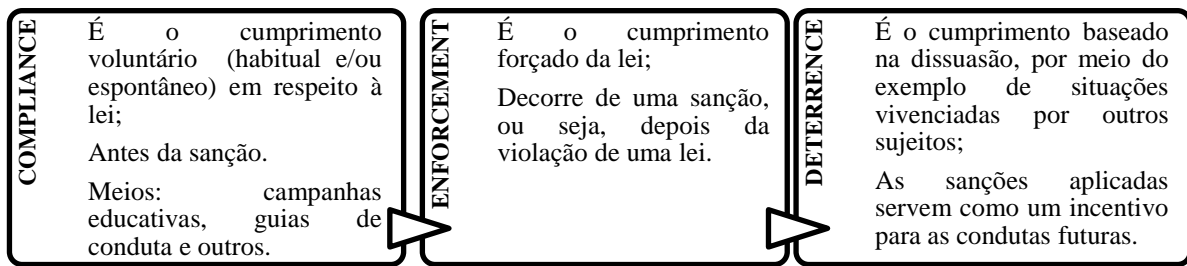 COMPLIANCE
É o cumprimento
voluntário (habitual e/ou
espontâneo) em respeito à
lei;
Antes da sanção.
Meios: campanhas
educativas, guias de
conduta e outros.
ENFORCEMENT
É o cumprimento
forçado da lei;
Decorre de uma sanção,
ou seja, depois da
violação de uma lei.
DETERRENCE
É o cumprimento baseado
na dissuasão, por meio do
exemplo de situações
vivenciadas por outros
sujeitos;
As sanções aplicadas
servem como um incentivo
para as condutas futuras.